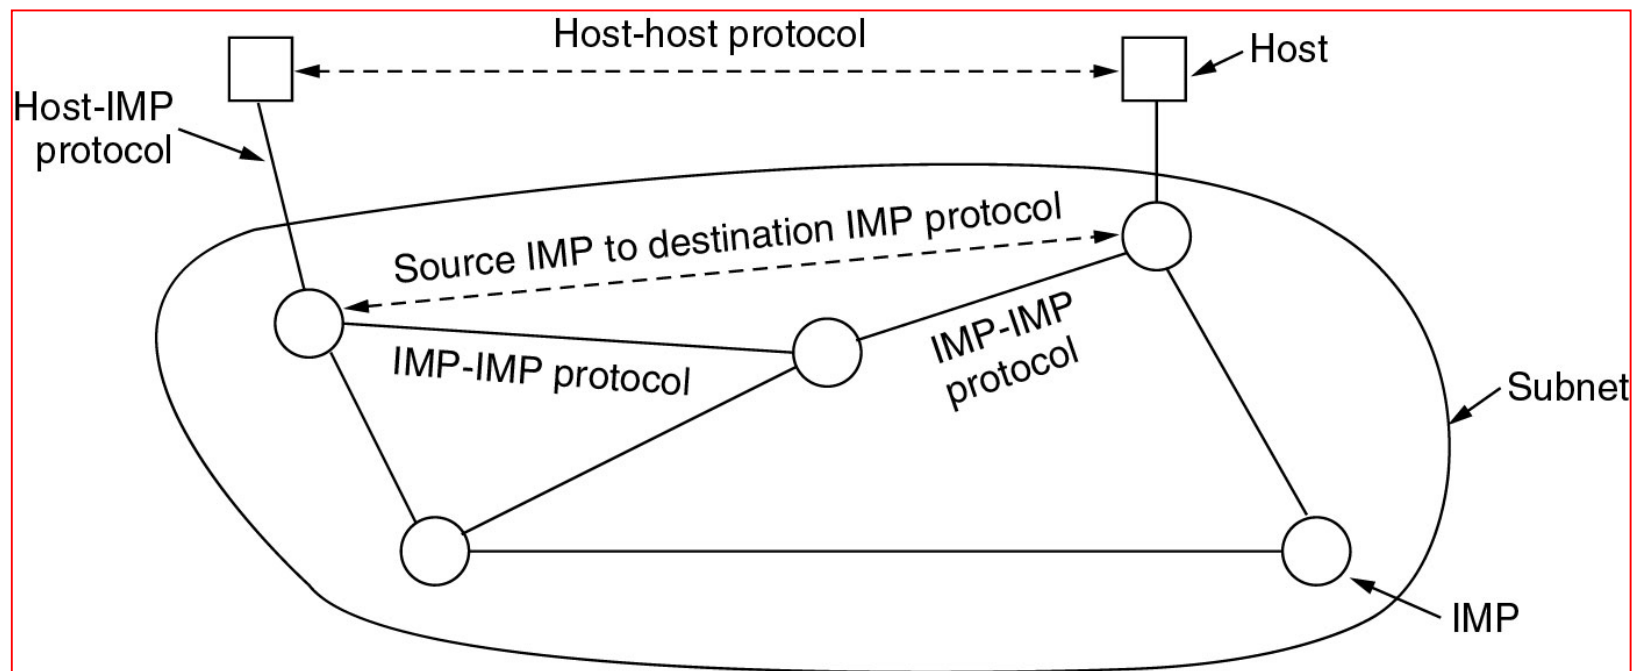 Host-host protocol
Host
Host-IMP
protocol
Source IMP to destination IMP protocol
IMP-IMP protocol
IMP-IMP
protocol
Subnet
IMP